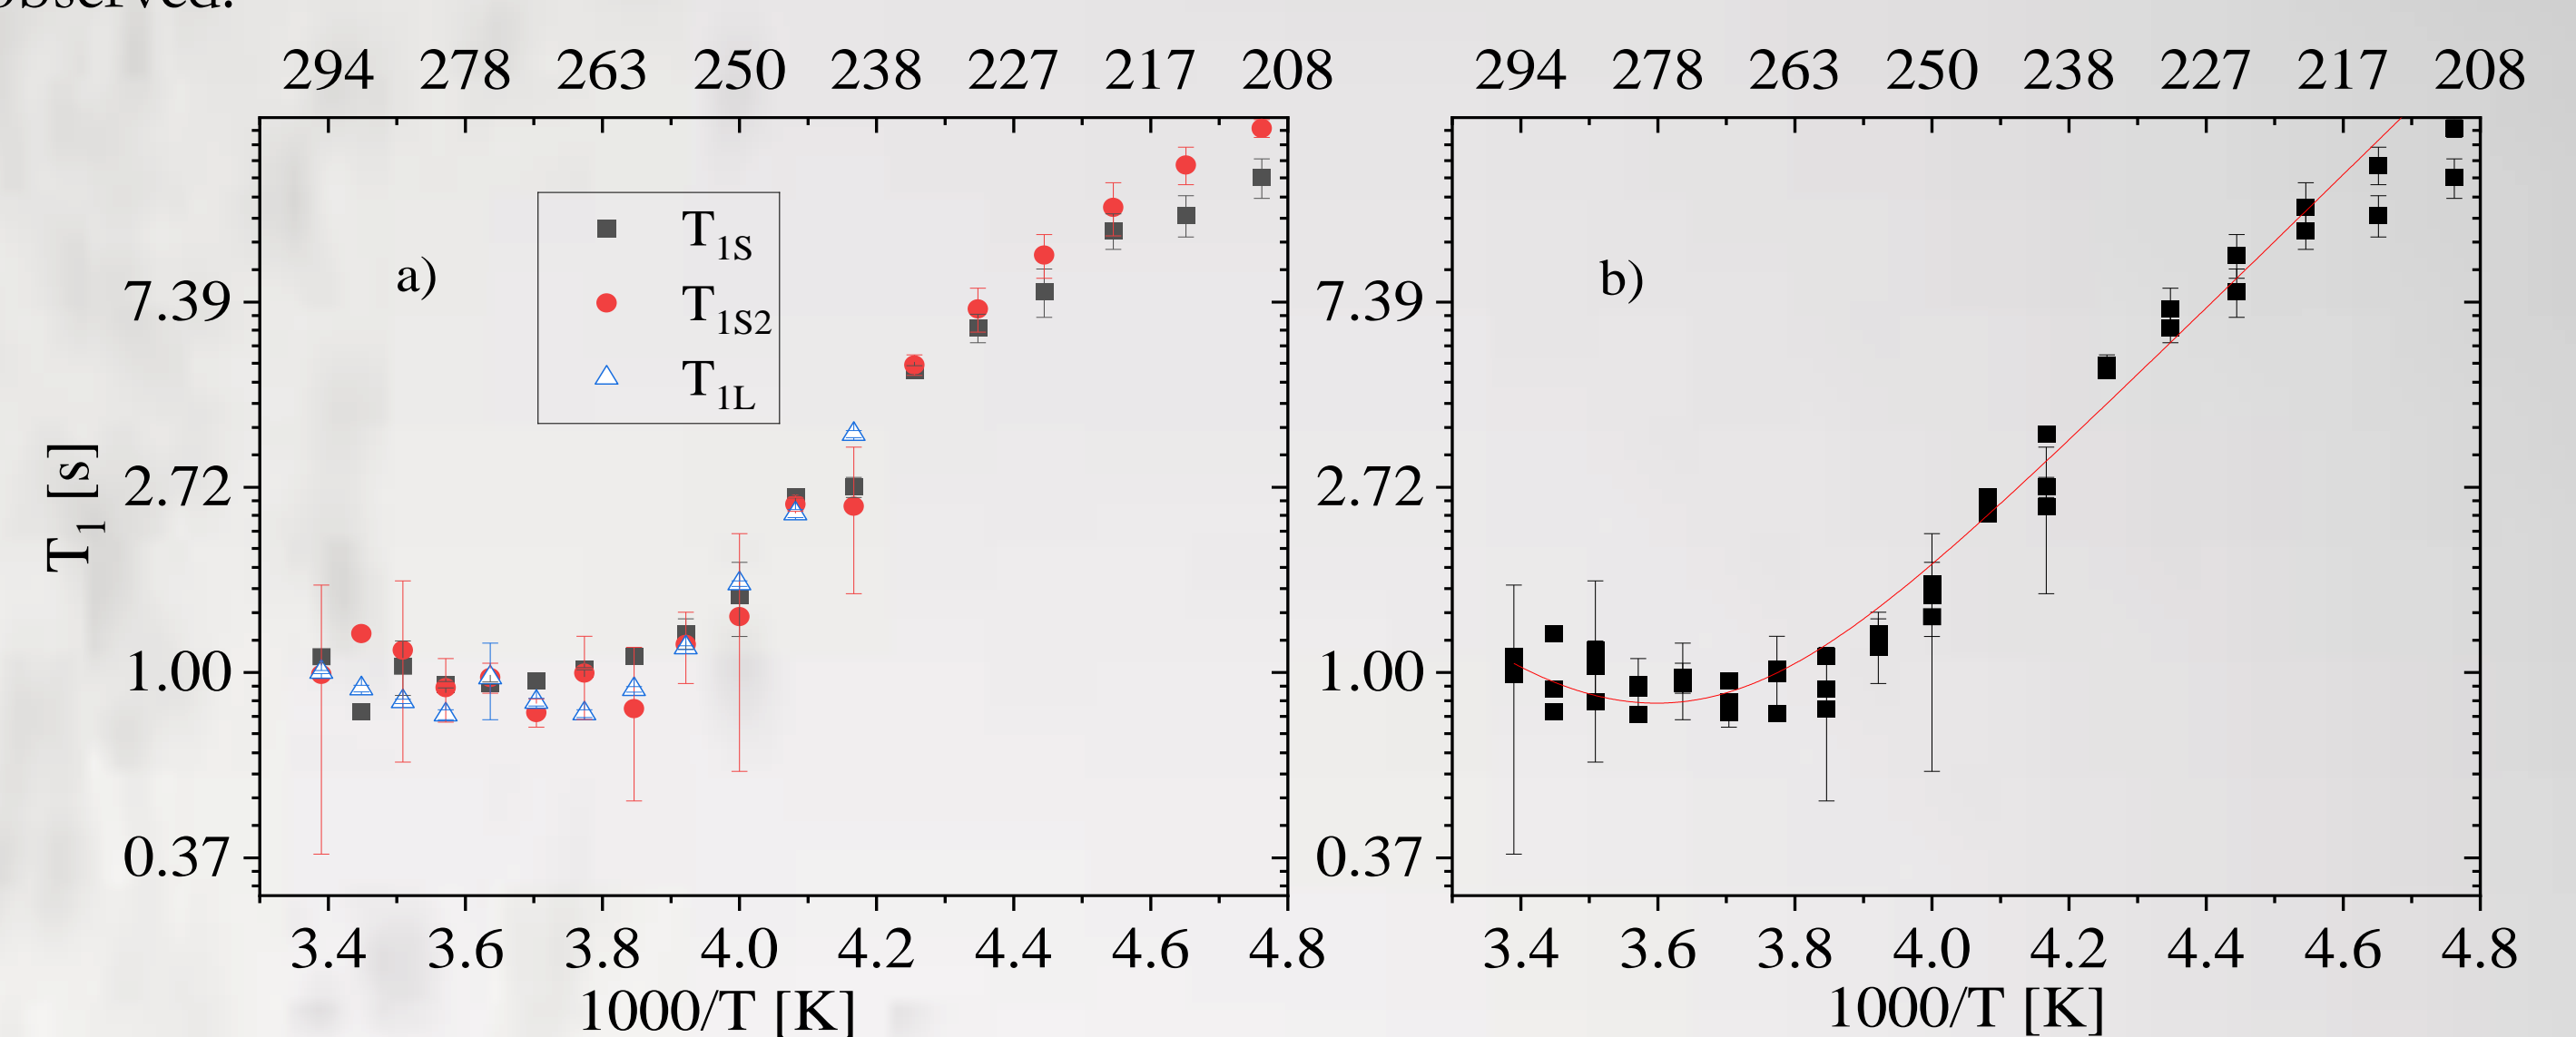 observed.
294 278 263 250 238 227 217 208
294 278 263 250 238 227 217 208
T1S
a)
T1S2
b)
T1L
7.39
2.72
1.00
0.37
T1 [s]
7.39
2.72
1.00
0.37
3.4 3.6 3.8 4.0 4.2 4.4 4.6 4.8
3.4 3.6 3.8 4.0 4.2 4.4 4.6 4.8
1000/T [K]
1000/T [K]